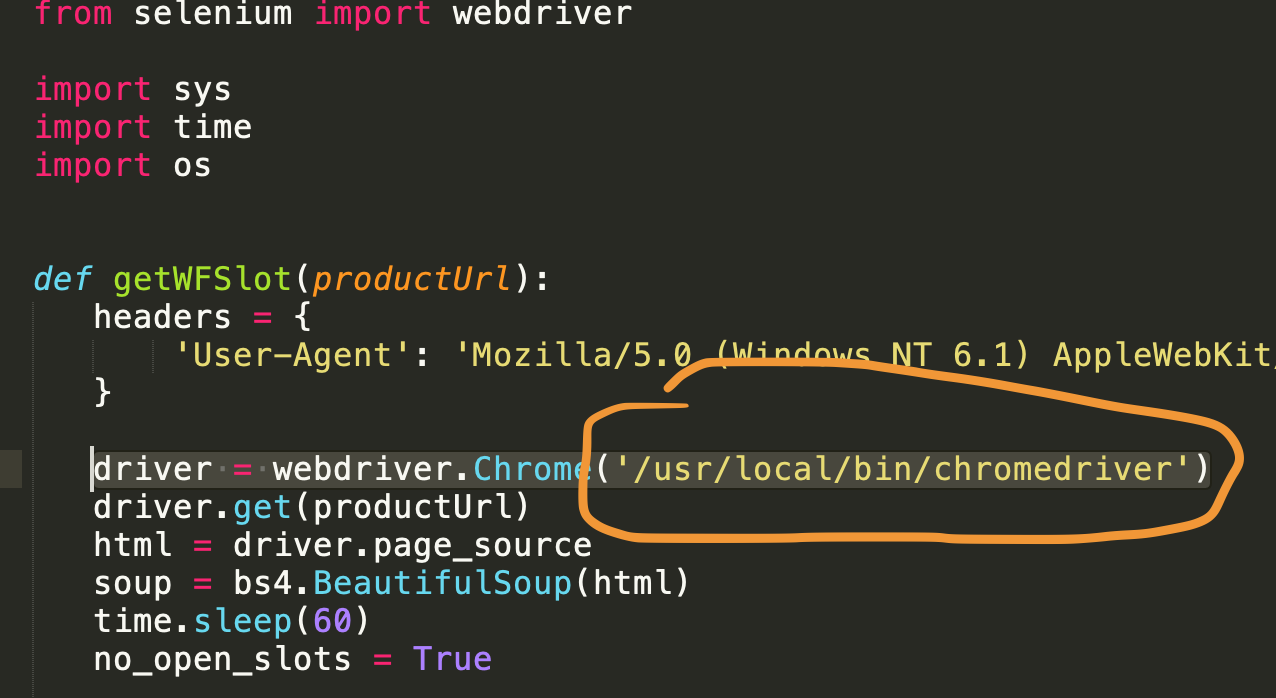 from selenium import webdriver
import sys
import time
import os
def getWFSlot(productUrl):
headers = {
'User-Agent': 'Mozilla/5.0 (Windows NT 6.1) AppleWebKit
}
driver = webdriver.Chrome('/usr/local/bin/chromedriver')
driver.get(productUrl)
html = driver.page_source
soup = bs4.BeautifulSoup(html)
time.sleep(60)
no_open_slots = True